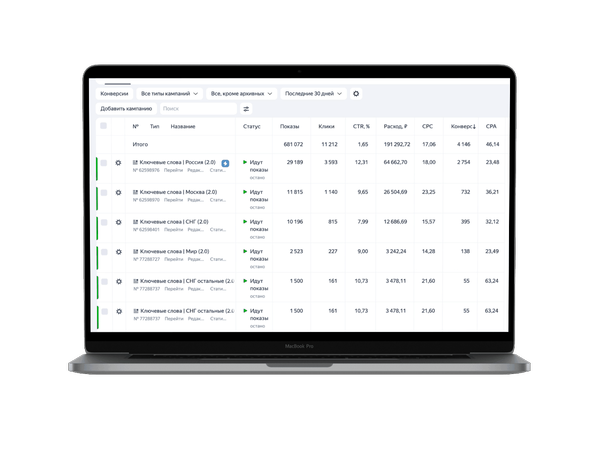 Конверсии Все типы кампаний Все, кроме архивных Последние 30 дней
Добавить кампанию Поиск
№ Тип Название Статус Показы Клики CTR, % Расход, ₽ CPC Конверс↓ CPA
Итого 681 072 11 212 1,65 191 292,72 17,06 4 146 46,14
Ключевые слова | Россия (2.0) Идут показы 29 189 3 593 12,31 64 662,70 18,00 2 754 23,48
№ 62598976 Перейти Редак... Стати... остано
Ключевые слова | Москва (2.0) Идут показы 11 815 1 140 9,65 26 504,69 23,25 732 36,21
Перейти Редак... Стати... остано
Ключевые слова | СНГ (2.0) Идут показы 10 196 815 7,99 12 686,69 15,57 395 32,12
№ 62598401 Перейти Редак... Стати... остано
Ключевые слова | Мир (2.0) Идут показы 2 523 227 9,00 3 242,24 14,28 138 23,49
№ 77288737 Перейти Редак... Стати... остано
Ключевые слова | СНГ остальные (2.0 Идут показы 1 500 161 10,73 3 478,11 21,60 55 63,24
№ 77288737 Перейти Редак... Стати... остано
Ключевые слова | СНГ остальные (2.0 Идут показы 1 500 161 10,73 3 478,11 21,60 55 63,24
№ 77288737 Перейти Редак... Стати... остано
MacBook Pro